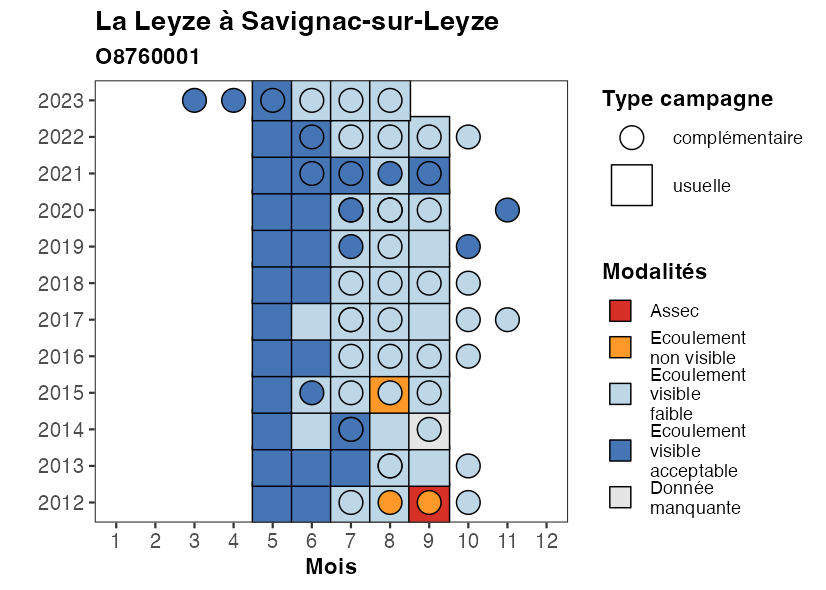 La Leyze à Savignac-sur-Leyze
O8760001
2023
2022
2021
2020
2019
2018
2017
2016
2015
2014
2013
2012
1 2 3 4 5 6 7 8 9 10 11 12
Mois
Type campagne
complémentaire
usuelle
Modalités
Assec
Ecoulement
non visible
Ecoulement
visible
faible
Ecoulement
visible
acceptable
Donnée
manquante